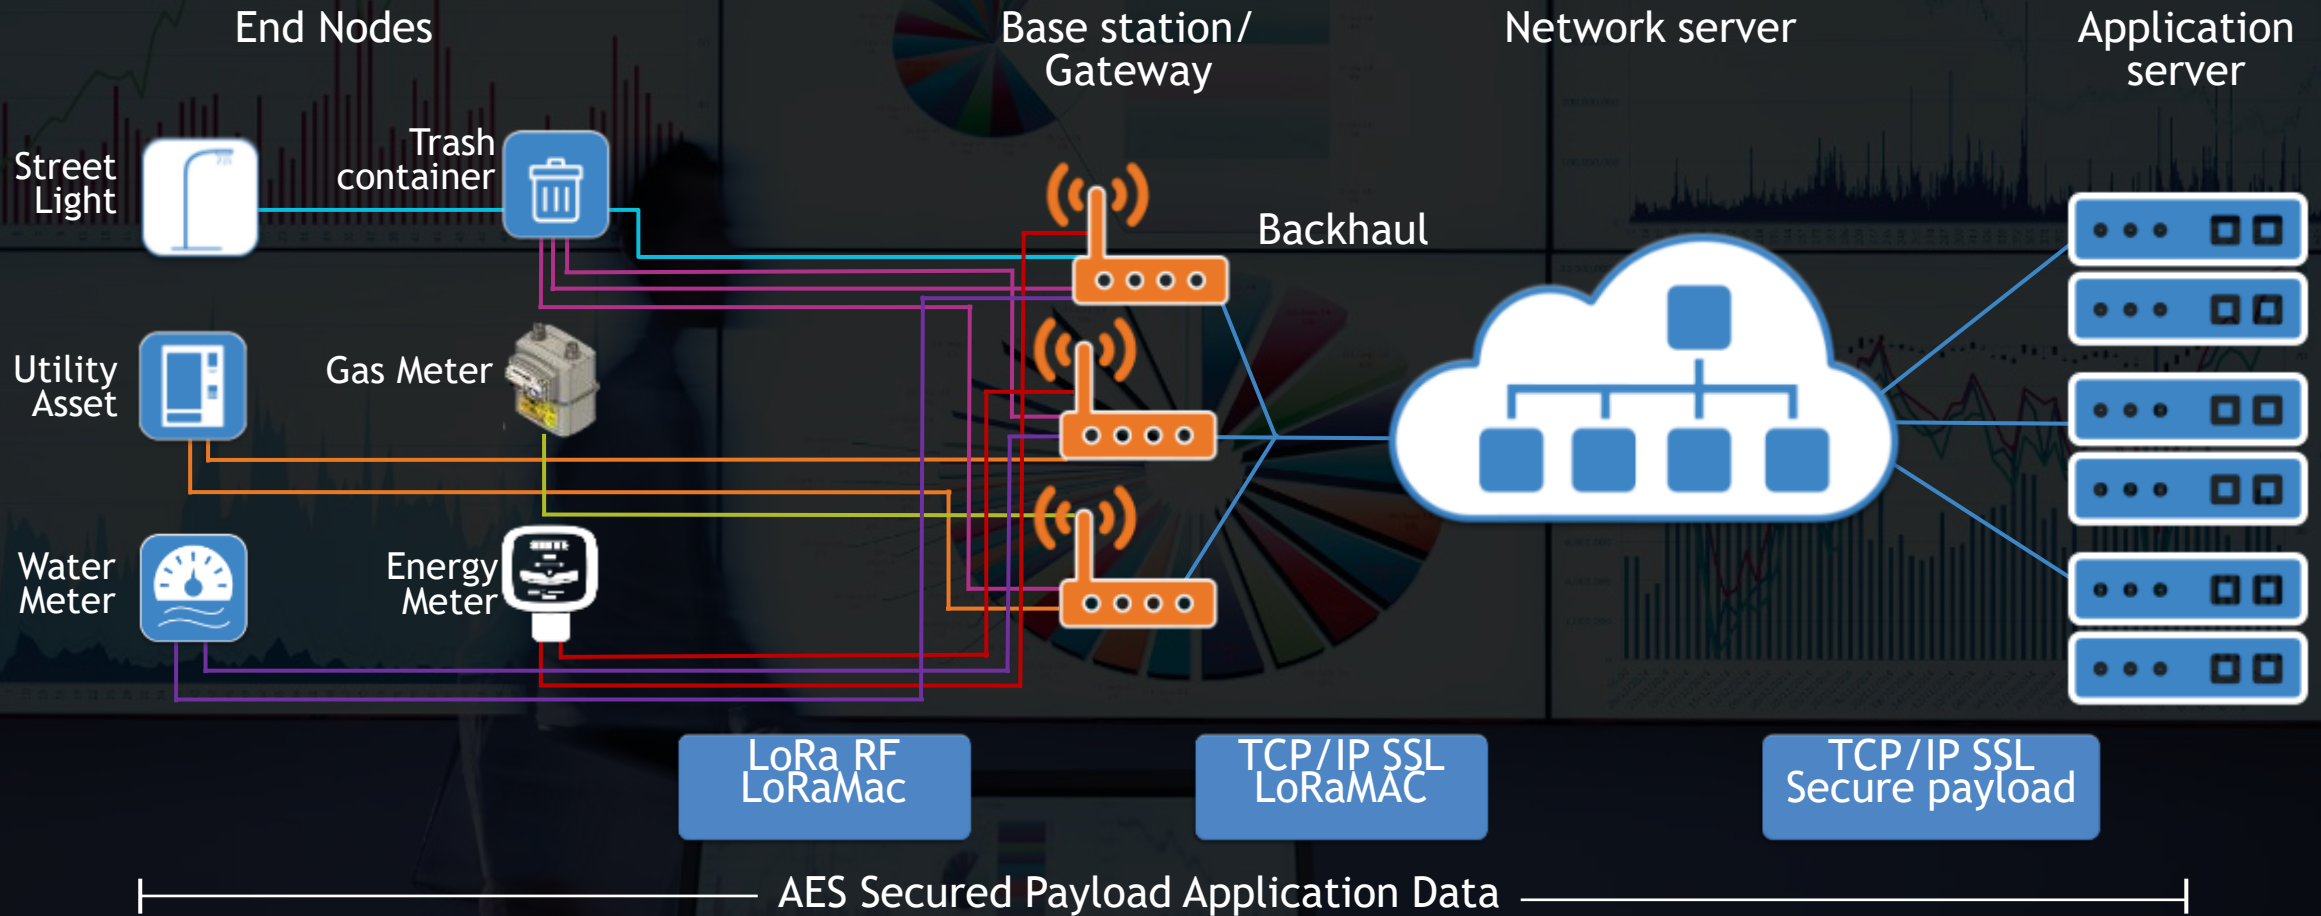 End Nodes
Base station/
Gateway
Network server
Application
server
Street
Light
Trash
container
Backhaul
Utility
Asset
Gas Meter
Water
Meter
Energy
Meter
LoRa RF
LoRaMac
TCP/IP SSL
LoRaMAC
TCP/IP SSL
Secure payload
AES Secured Payload Application Data